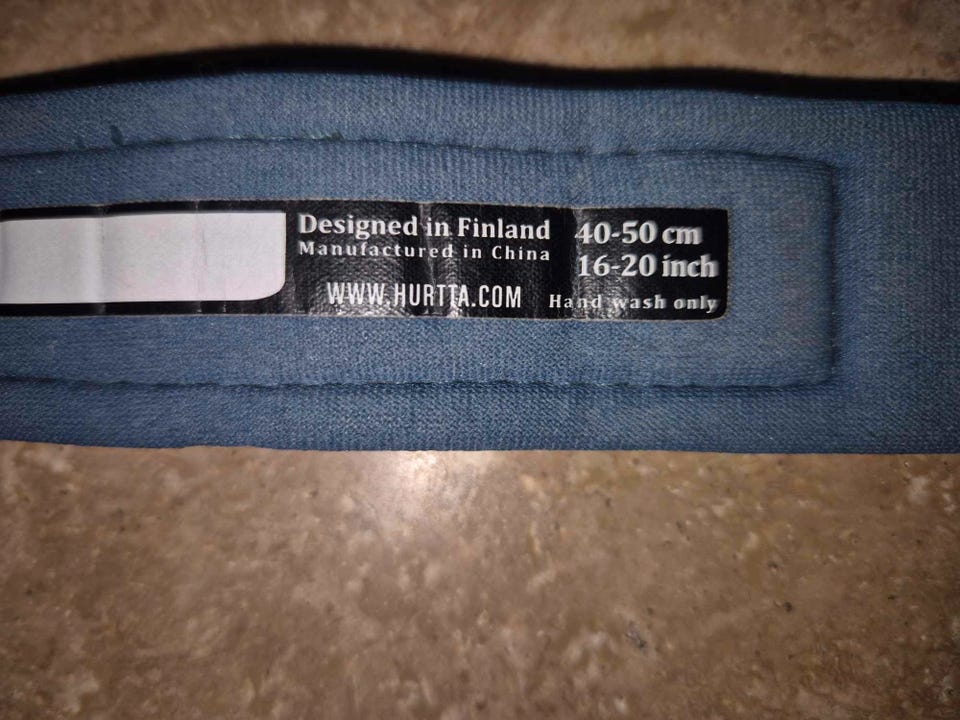 Designed in Finland
Manufactured in China
WWW.HURTTA.COM
40-50 cm
16-20 inch
Hand wash only